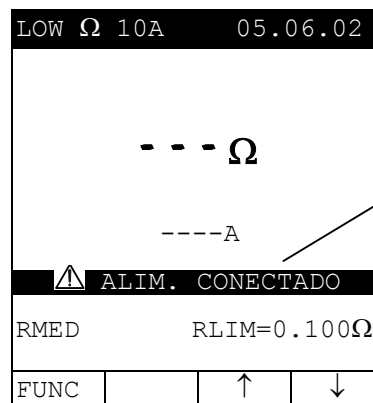 LOW Ω 10A 05.06.02
- - - Ω
----A
⚠ ALIM. CONECTADO
RMED RLIM=0.100Ω
FUNC ↑ ↓